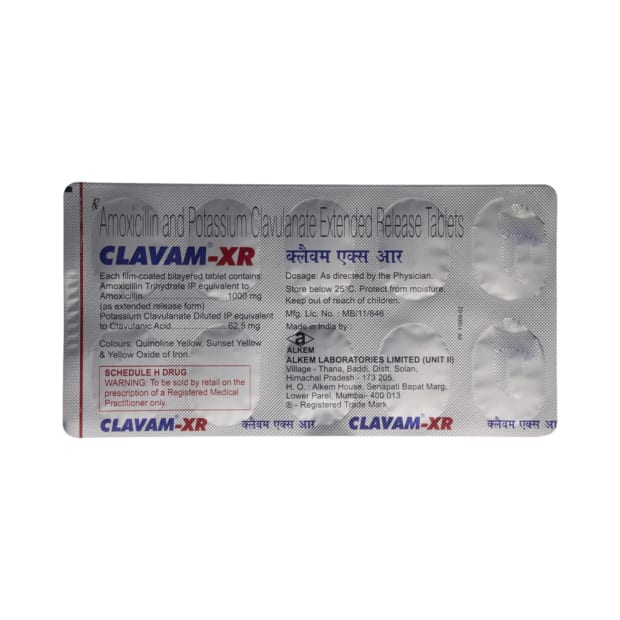 Rx
Amoxicillin and Potassium Clavulanate Extended Release Tablets
CLAVAM®-XR
Each film-coated bilayered tablet contains:
Amoxicillin Trihydrate IP equivalent to
Amoxicillin..................1000 mg
(as extended release form)
Potassium Clavulanate Diluted IP equivalent
to Clavulanic Acid.................62.5 mg
Colours: Quinoline Yellow, Sunset Yellow
& Yellow Oxide of Iron.
SCHEDULE H DRUG
WARNING: To be sold by retail on the
prescription of a Registered Medical
Practitioner only.
क्लैवम एक्स आर
Dosage: As directed by the Physician.
Store below 25°C. Protect from moisture.
Keep out of reach of children.
Mfg. Lic. No. : MB/11/846
Made in India by :
ALKEM
ALKEM LABORATORIES LIMITED (UNIT II)
Village - Thana, Baddi, Distt. Solan,
Himachal Pradesh - 173 205.
H. O. : Alkem House, Senapati Bapat Marg,
Lower Parel, Mumbai- 400 013
® - Registered Trade Mark
CLAVAM®-XR क्लैवम एक्स आर CLAVAM®-XR क्लैवम एक्स आर